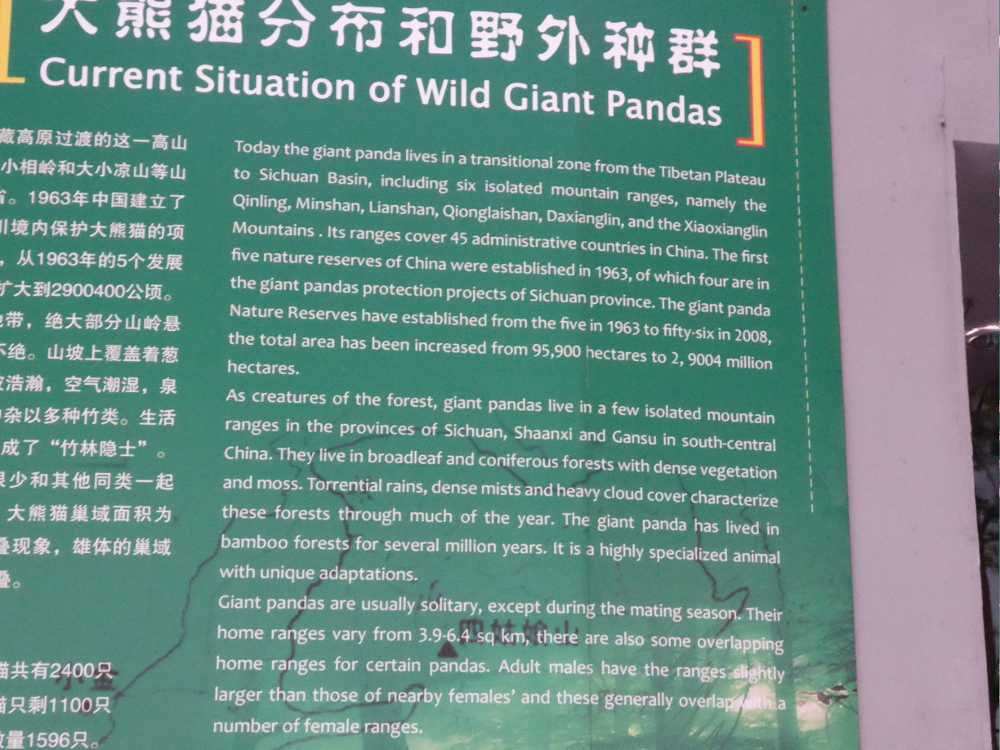 大熊猫分布和野外种群
Current Situation of Wild Giant Pandas
藏高原过渡的这一高山
小相岭和大小凉山等山
省。1963年中国建立了
川境内保护大熊猫的项
，从1963年的5个发展
扩大到2900400公顷。
地带，绝大部分山岭悬
不绝。山坡上覆盖着葱
波浩瀚，空气潮湿，泉
中杂以多种竹类。生活
成了“竹林隐士”。
很少和其他同类一起
大熊猫巢域面积为
叠现象，雄体的巢域
叠。
猫共有2400只
猫只剩1100只
数量1596只。
Today the giant panda lives in a transitional zone from the Tibetan Plateau
to Sichuan Basin, including six isolated mountain ranges, namely the
Qinling, Minshan, Lianshan, Qionglaishan, Daxianglin, and the Xiaoxianglin
Mountains . Its ranges cover 45 administrative countries in China. The first
five nature reserves of China were established in 1963, of which four are in
the giant pandas protection projects of Sichuan province. The giant panda
Nature Reserves have established from the five in 1963 to fifty-six in 2008,
the total area has been increased from 95,900 hectares to 2, 9004 million
hectares.
As creatures of the forest, giant pandas live in a few isolated mountain
ranges in the provinces of Sichuan, Shaanxi and Gansu in south-central
China. They live in broadleaf and coniferous forests with dense vegetation
and moss. Torrential rains, dense mists and heavy cloud cover characterize
these forests through much of the year. The giant panda has lived in
bamboo forests for several million years. It is a highly specialized animal
with unique adaptations.
Giant pandas are usually solitary, except during the mating season. Their
home ranges vary from 3.9-6.4 sq km, there are also some overlapping
home ranges for certain pandas. Adult males have the ranges slightly
larger than those of nearby females’ and these generally overlap with a
number of female ranges.
四姑娘山